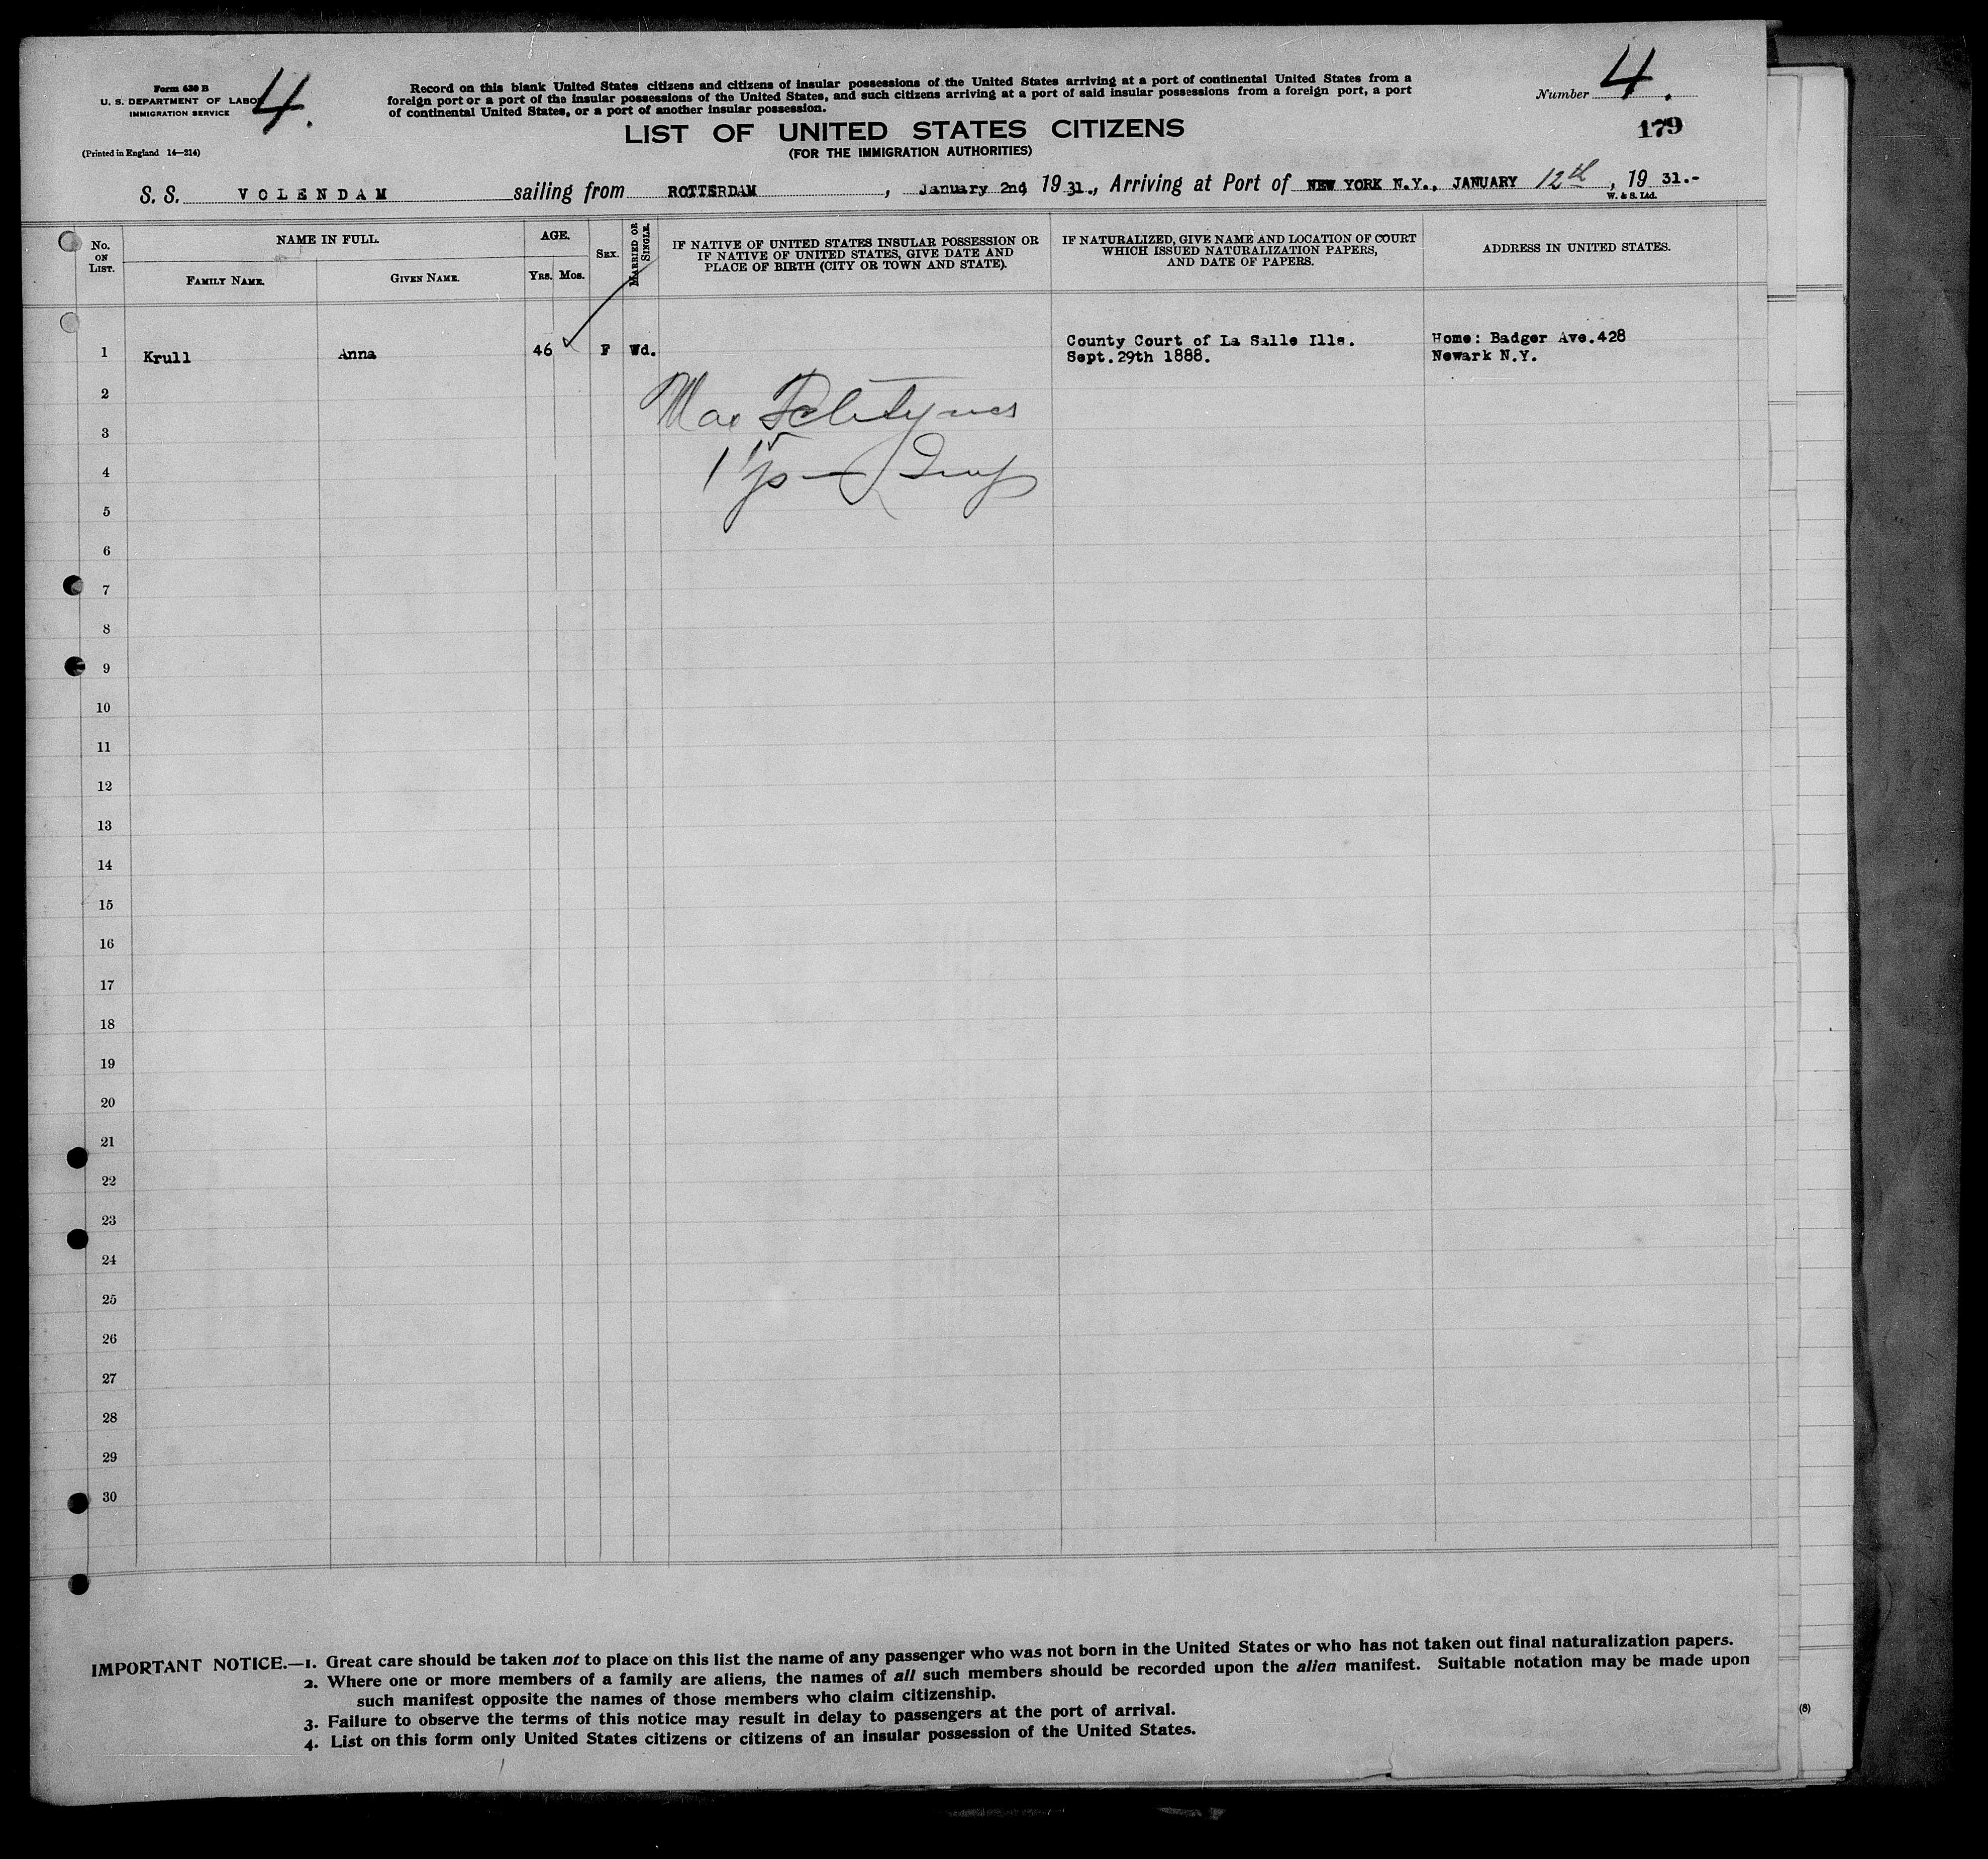 Form 630 B
U. S. DEPARTMENT OF LABOR
IMMIGRATION SERVICE
(Printed in England 14—214)
4.
Record on this blank United States citizens and citizens of insular possessions of the United States arriving at a port of continental United States from a
foreign port or a port of the insular possessions of the United States, and such citizens arriving at a port of said insular possessions from a foreign port, a port
of continental United States, or a port of another insular possession.
Number 4.
179
LIST OF UNITED STATES CITIZENS
(FOR THE IMMIGRATION AUTHORITIES)
S. S. VOLENDAM sailing from ROTTERDAM, January 2nd, 19 31., Arriving at Port of NEW YORK N.Y., JANUARY 12th, 19 31.-
W. & S. Ltd.
No. ON LIST.
NAME IN FULL.
FAMILY NAME.
GIVEN NAME.
AGE.
YRS. MOS.
SEX.
MARRIED OR SINGLE.
IF NATIVE OF UNITED STATES INSULAR POSSESSION OR
IF NATIVE OF UNITED STATES, GIVE DATE AND
PLACE OF BIRTH (CITY OR TOWN AND STATE).
IF NATURALIZED, GIVE NAME AND LOCATION OF COURT
WHICH ISSUED NATURALIZATION PAPERS,
AND DATE OF PAPERS.
ADDRESS IN UNITED STATES.
1 Krull Anna 46 F Wd.
County Court of La Salle Ills.
Sept.29th 1888.
Home: Badger Ave.428
Newark N.Y.
2
Max
3
4
5
6
7
8
9
10
11
12
13
14
15
16
17
18
19
20
21
22
23
24
25
26
27
28
29
30
IMPORTANT NOTICE.—1. Great care should be taken not to place on this list the name of any passenger who was not born in the United States or who has not taken out final naturalization papers.
2. Where one or more members of a family are aliens, the names of all such members should be recorded upon the alien manifest. Suitable notation may be made upon
such manifest opposite the names of those members who claim citizenship.
3. Failure to observe the terms of this notice may result in delay to passengers at the port of arrival.
4. List on this form only United States citizens or citizens of an insular possession of the United States.
(8)